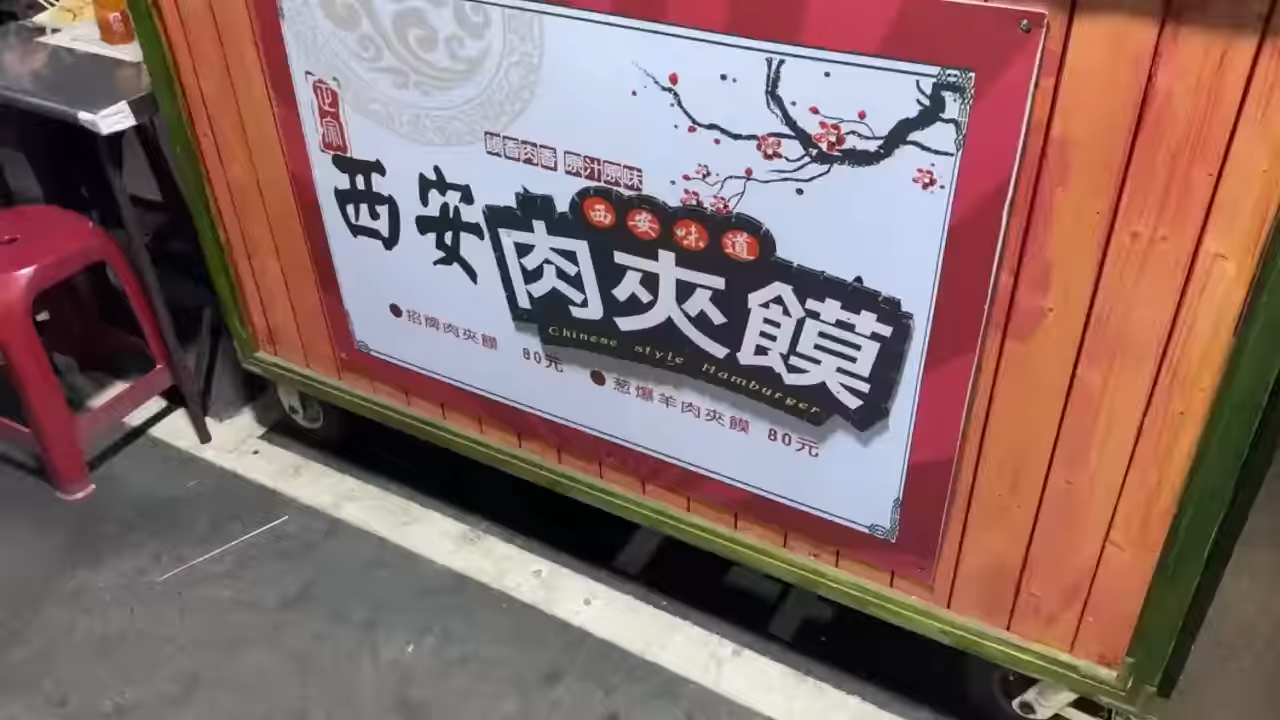 正宗
饃香肉香 原汁原味
西安
西安味道
肉夾饃
Chinese style Hamburger
招牌肉夾饃 80元
葱爆羊肉夾饃 80元